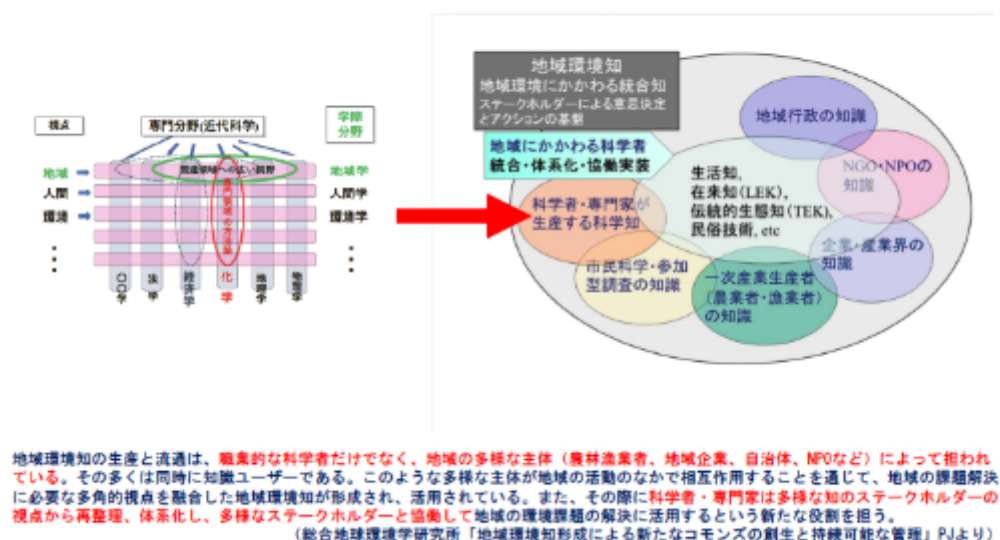 視点
専門分野(近代科学)
学際
分野
地域
関連領域への広い視野
地域学
人間
人間学
環境
環境学
専門領域の方法論
〇〇学
法学
経済学
化学
地理学
地域環境知
地域環境にかかわる統合知
ステークホルダーによる意思決定
とアクションの基盤
地域にかかわる科学者
統合・体系化・協働実装
地域行政の知識
NGO・NPOの
知識
生活知,
在来知(LEK),
伝統的生態知(TEK),
民俗技術, etc
科学者・専門家が
生産する科学知
企業・産業界の
知識
市民科学・参加
型調査の知識
一次産業生産者
(農業者・漁業者)
の知識
地域環境知の生産と流通は、職業的な科学者だけでなく、地域の多様な主体（農林漁業者、地域企業、自治体、NPOなど）によって担われ
ている。その多くは同時に知識ユーザーである。このような多様な主体が地域の活動のなかで相互作用することを通じて、地域の課題解決
に必要な多角的視点を融合した地域環境知が形成され、活用されている。また、その際に科学者・専門家は多様な知のステークホルダーの
視点から再整理、体系化し、多様なステークホルダーと協働して地域の環境課題の解決に活用するという新たな役割を担う。
(総合地球環境学研究所「地域環境知形成による新たなコモンズの創生と持続可能な管理」PJより)